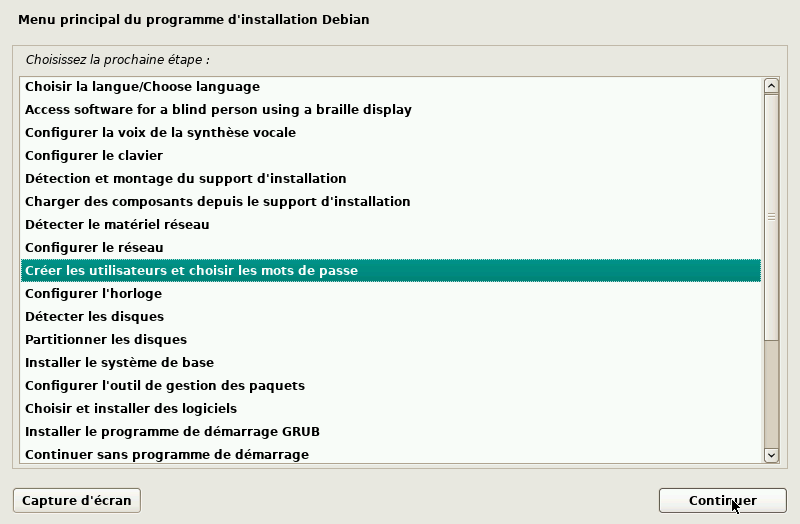 Menu principal du programme d'installation Debian
Choisissez la prochaine étape :
Choisir la langue/Choose language
Access software for a blind person using a braille display
Configurer la voix de la synthèse vocale
Configurer le clavier
Détection et montage du support d'installation
Charger des composants depuis le support d'installation
Détecter le matériel réseau
Configurer le réseau
Créer les utilisateurs et choisir les mots de passe
Configurer l'horloge
Détecter les disques
Partitionner les disques
Installer le système de base
Configurer l'outil de gestion des paquets
Choisir et installer des logiciels
Installer le programme de démarrage GRUB
Continuer sans programme de démarrage
Capture d'écran
Continuer